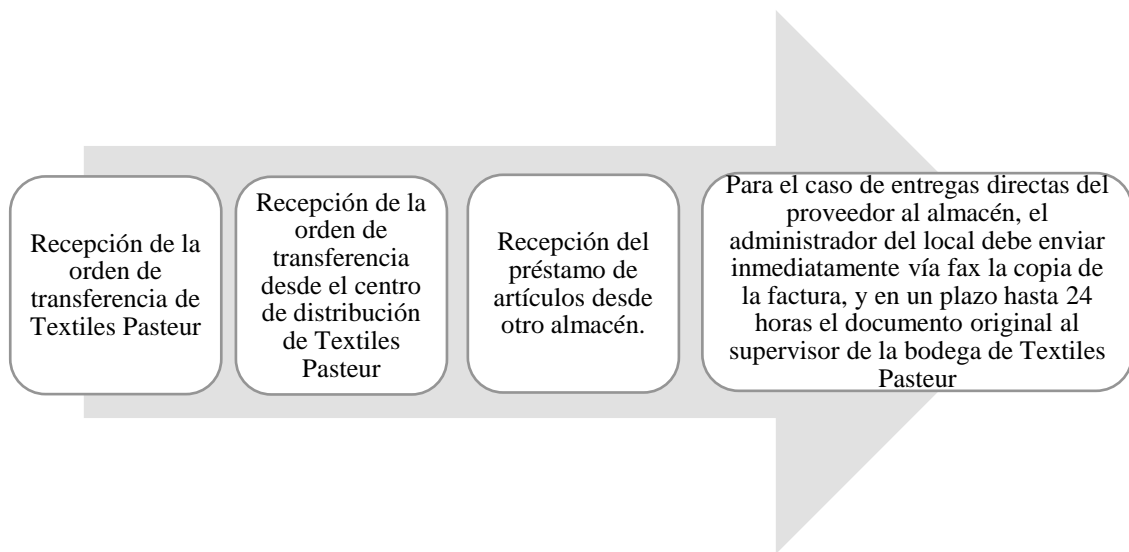 Recepción de la
orden de
transferencia de
Textiles Pasteur
Recepción de la
orden de
transferencia
desde el centro
de distribución
de Textiles
Pasteur
Recepción del
préstamo de
artículos desde
otro almacén.
Para el caso de entregas directas del
proveedor al almacén, el
administrador del local debe enviar
inmediatamente vía fax la copia de
la factura, y en un plazo hasta 24
horas el documento original al
supervisor de la bodega de Textiles
Pasteur